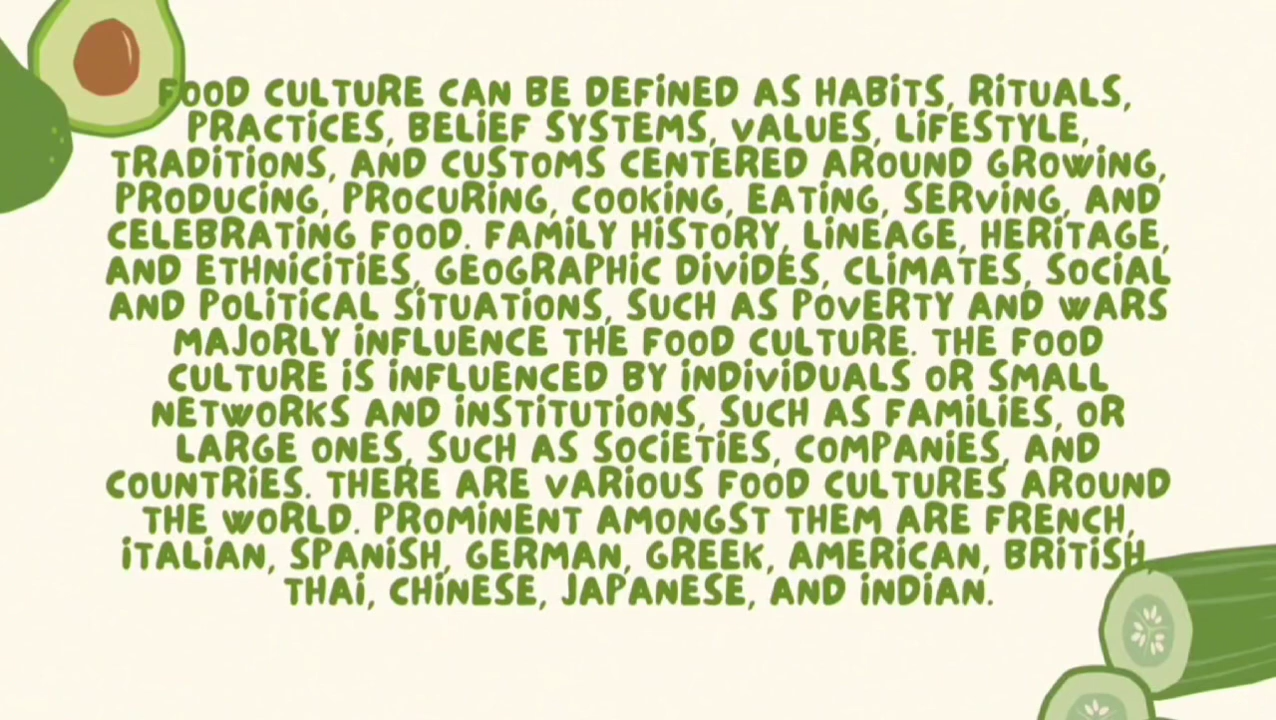 FOOD CULTURE CAN BE DEFINED AS HABITS, RITUALS,
PRACTICES, BELIEF SYSTEMS, VALUES, LIFESTYLE,
TRADITIONS, AND CUSTOMS CENTERED AROUND GROWING,
PRODUCING, PROCURING, COOKING, EATING, SERVING, AND
CELEBRATING FOOD. FAMILY HISTORY, LINEAGE, HERITAGE,
AND ETHNICITIES, GEOGRAPHIC DIVIDES, CLIMATES, SOCIAL
AND POLITICAL SITUATIONS, SUCH AS POVERTY AND WARS
MAJORLY INFLUENCE THE FOOD CULTURE. THE FOOD
CULTURE IS INFLUENCED BY INDIVIDUALS OR SMALL
NETWORKS AND INSTITUTIONS, SUCH AS FAMILIES, OR
LARGE ONES, SUCH AS SOCIETIES, COMPANIES, AND
COUNTRIES. THERE ARE VARIOUS FOOD CULTURES AROUND
THE WORLD. PROMINENT AMONGST THEM ARE FRENCH,
ITALIAN, SPANISH, GERMAN, GREEK, AMERICAN, BRITISH,
THAI, CHINESE, JAPANESE, AND INDIAN.